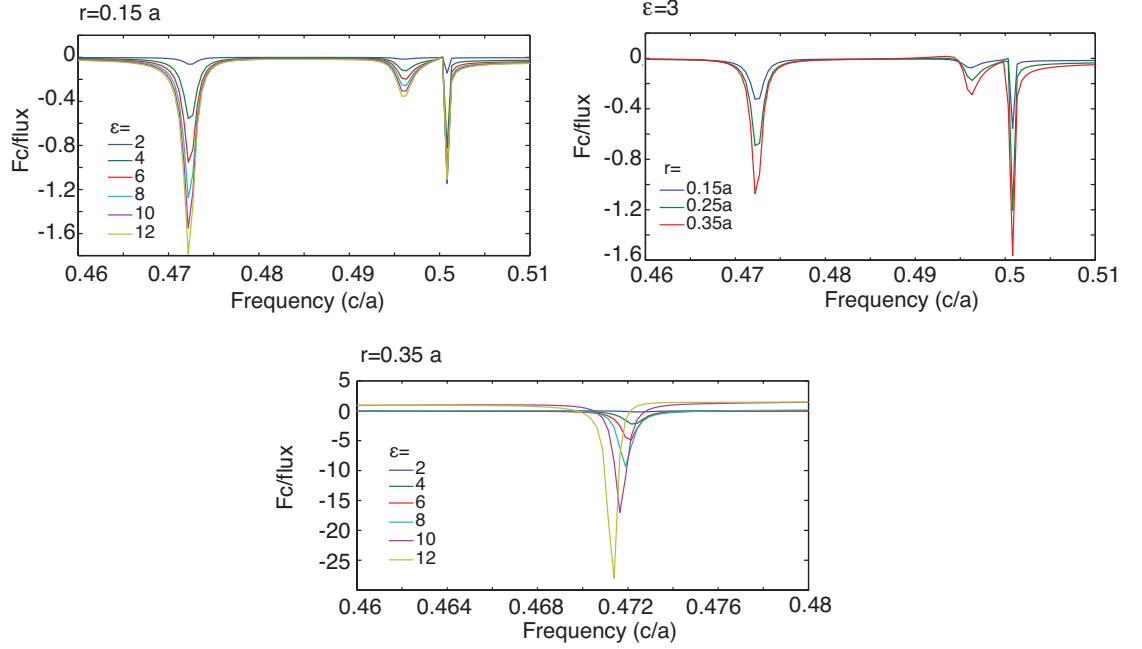 r=0.15 a
0
-0.4
-0.8
-1.2
-1.6
Fc/flux
ε=
2
4
6
8
10
12
0.46 0.47 0.48 0.49 0.5 0.51
Frequency (c/a)
ε=3
0
-0.4
-0.8
-1.2
-1.6
Fc/flux
r=
0.15a
0.25a
0.35a
0.46 0.47 0.48 0.49 0.5 0.51
Frequency (c/a)
r=0.35 a
5
0
-5
-10
-15
-20
-25
Fc/flux
ε=
2
4
6
8
10
12
0.46 0.464 0.468 0.472 0.476 0.48
Frequency (c/a)